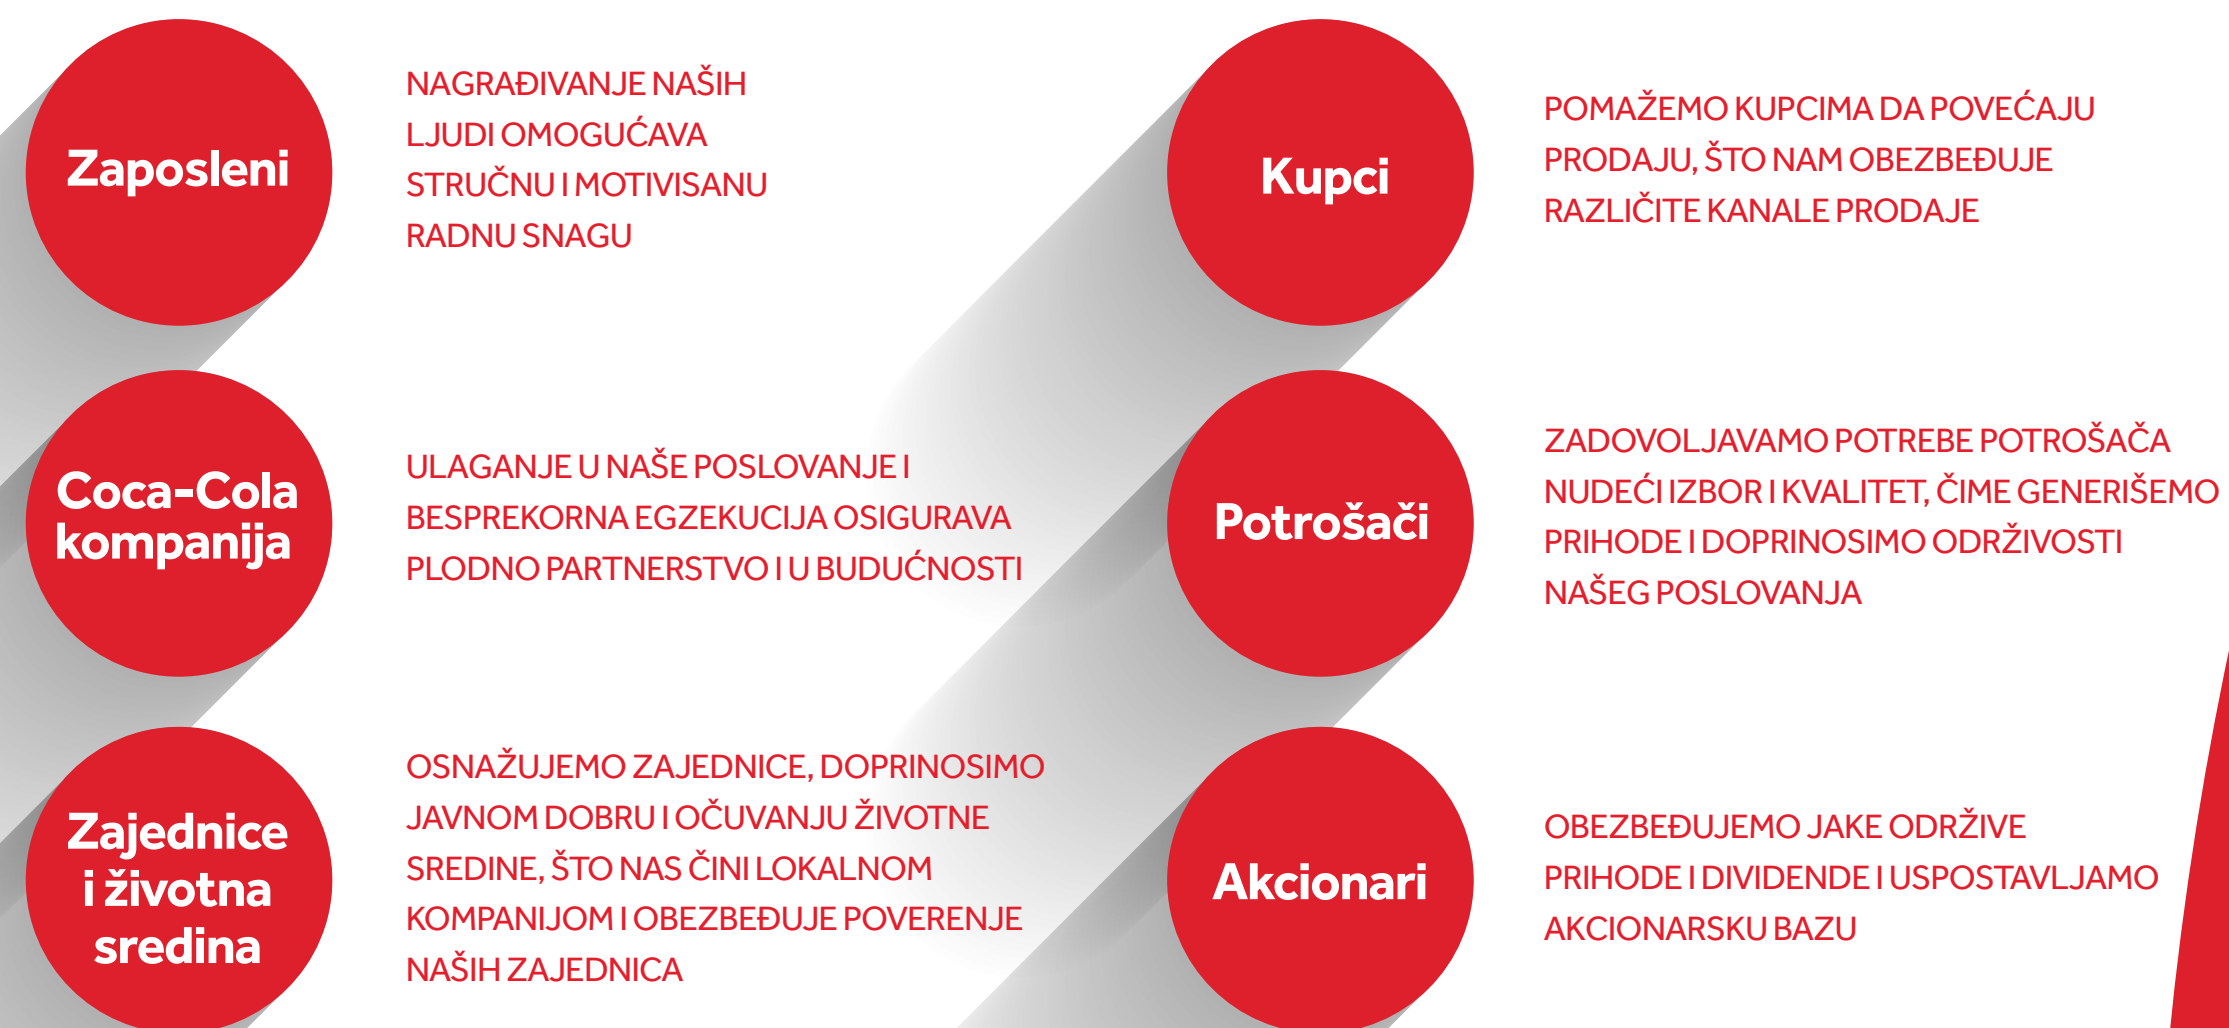 Zaposleni
NAGRAĐIVANJE NAŠIH
LJUDI OMOGUĆAVA
STRUČNU I MOTIVISANU
RADNU SNAGU
Kupci
POMAŽEMO KUPCIMA DA POVEĆAJU
PRODAJU, ŠTO NAM OBEZBEĐUJE
RAZLIČITE KANALE PRODAJE
Coca-Cola
kompanija
ULAGANJE U NAŠE POSLOVANJE I
BESPREKORNA EGZEKUCIJA OSIGURAVA
PLODNO PARTNERSTVO I U BUDUĆNOSTI
Potrošači
ZADOVOLJAVAMO POTREBE POTROŠAČA
NUDEĆI IZBOR I KVALITET, ČIME GENERIŠEMO
PRIHODE I DOPRINOSIMO ODRŽIVOSTI
NAŠEG POSLOVANJA
Zajednice
i životna
sredina
OSNAŽUJEMO ZAJEDNICE, DOPRINOSIMO
JAVNOM DOBRU I OČUVANJU ŽIVOTNE
SREDINE, ŠTO NAS ČINI LOKALNOM
KOMPANIJOM I OBEZBEĐUJE POVERENJE
NAŠIH ZAJEDNICA
Akcionari
OBEZBEĐUJEMO JAKE ODRŽIVE
PRIHODE I DIVIDENDE I USPOSTAVLJAMO
AKCIONARSKU BAZU